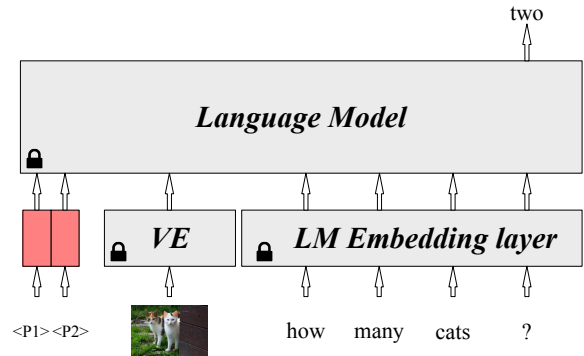 two
Language Model
VE
LM Embedding layer
<P1> <P2>
how many cats ?